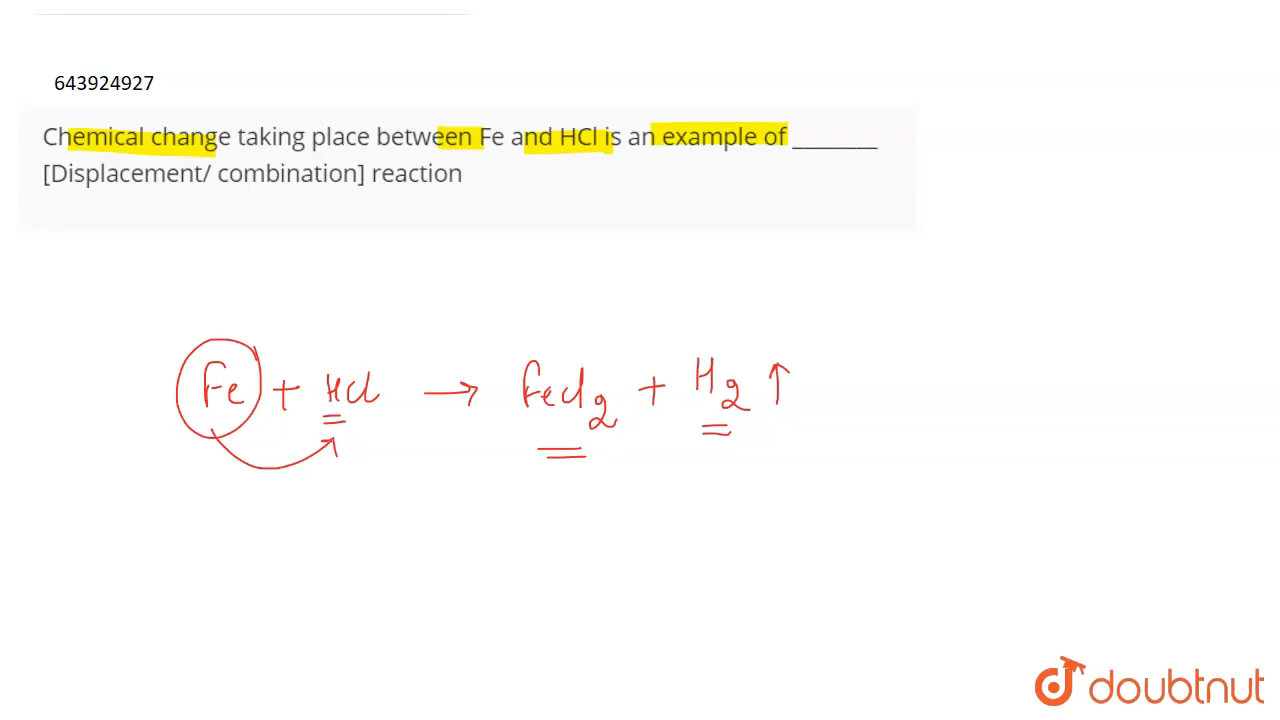 643924927
Chemical change taking place between Fe and HCl is an example of ________
[Displacement/ combination] reaction
Fe + HCl → FeCl2 + H2 ↑
doubtnut